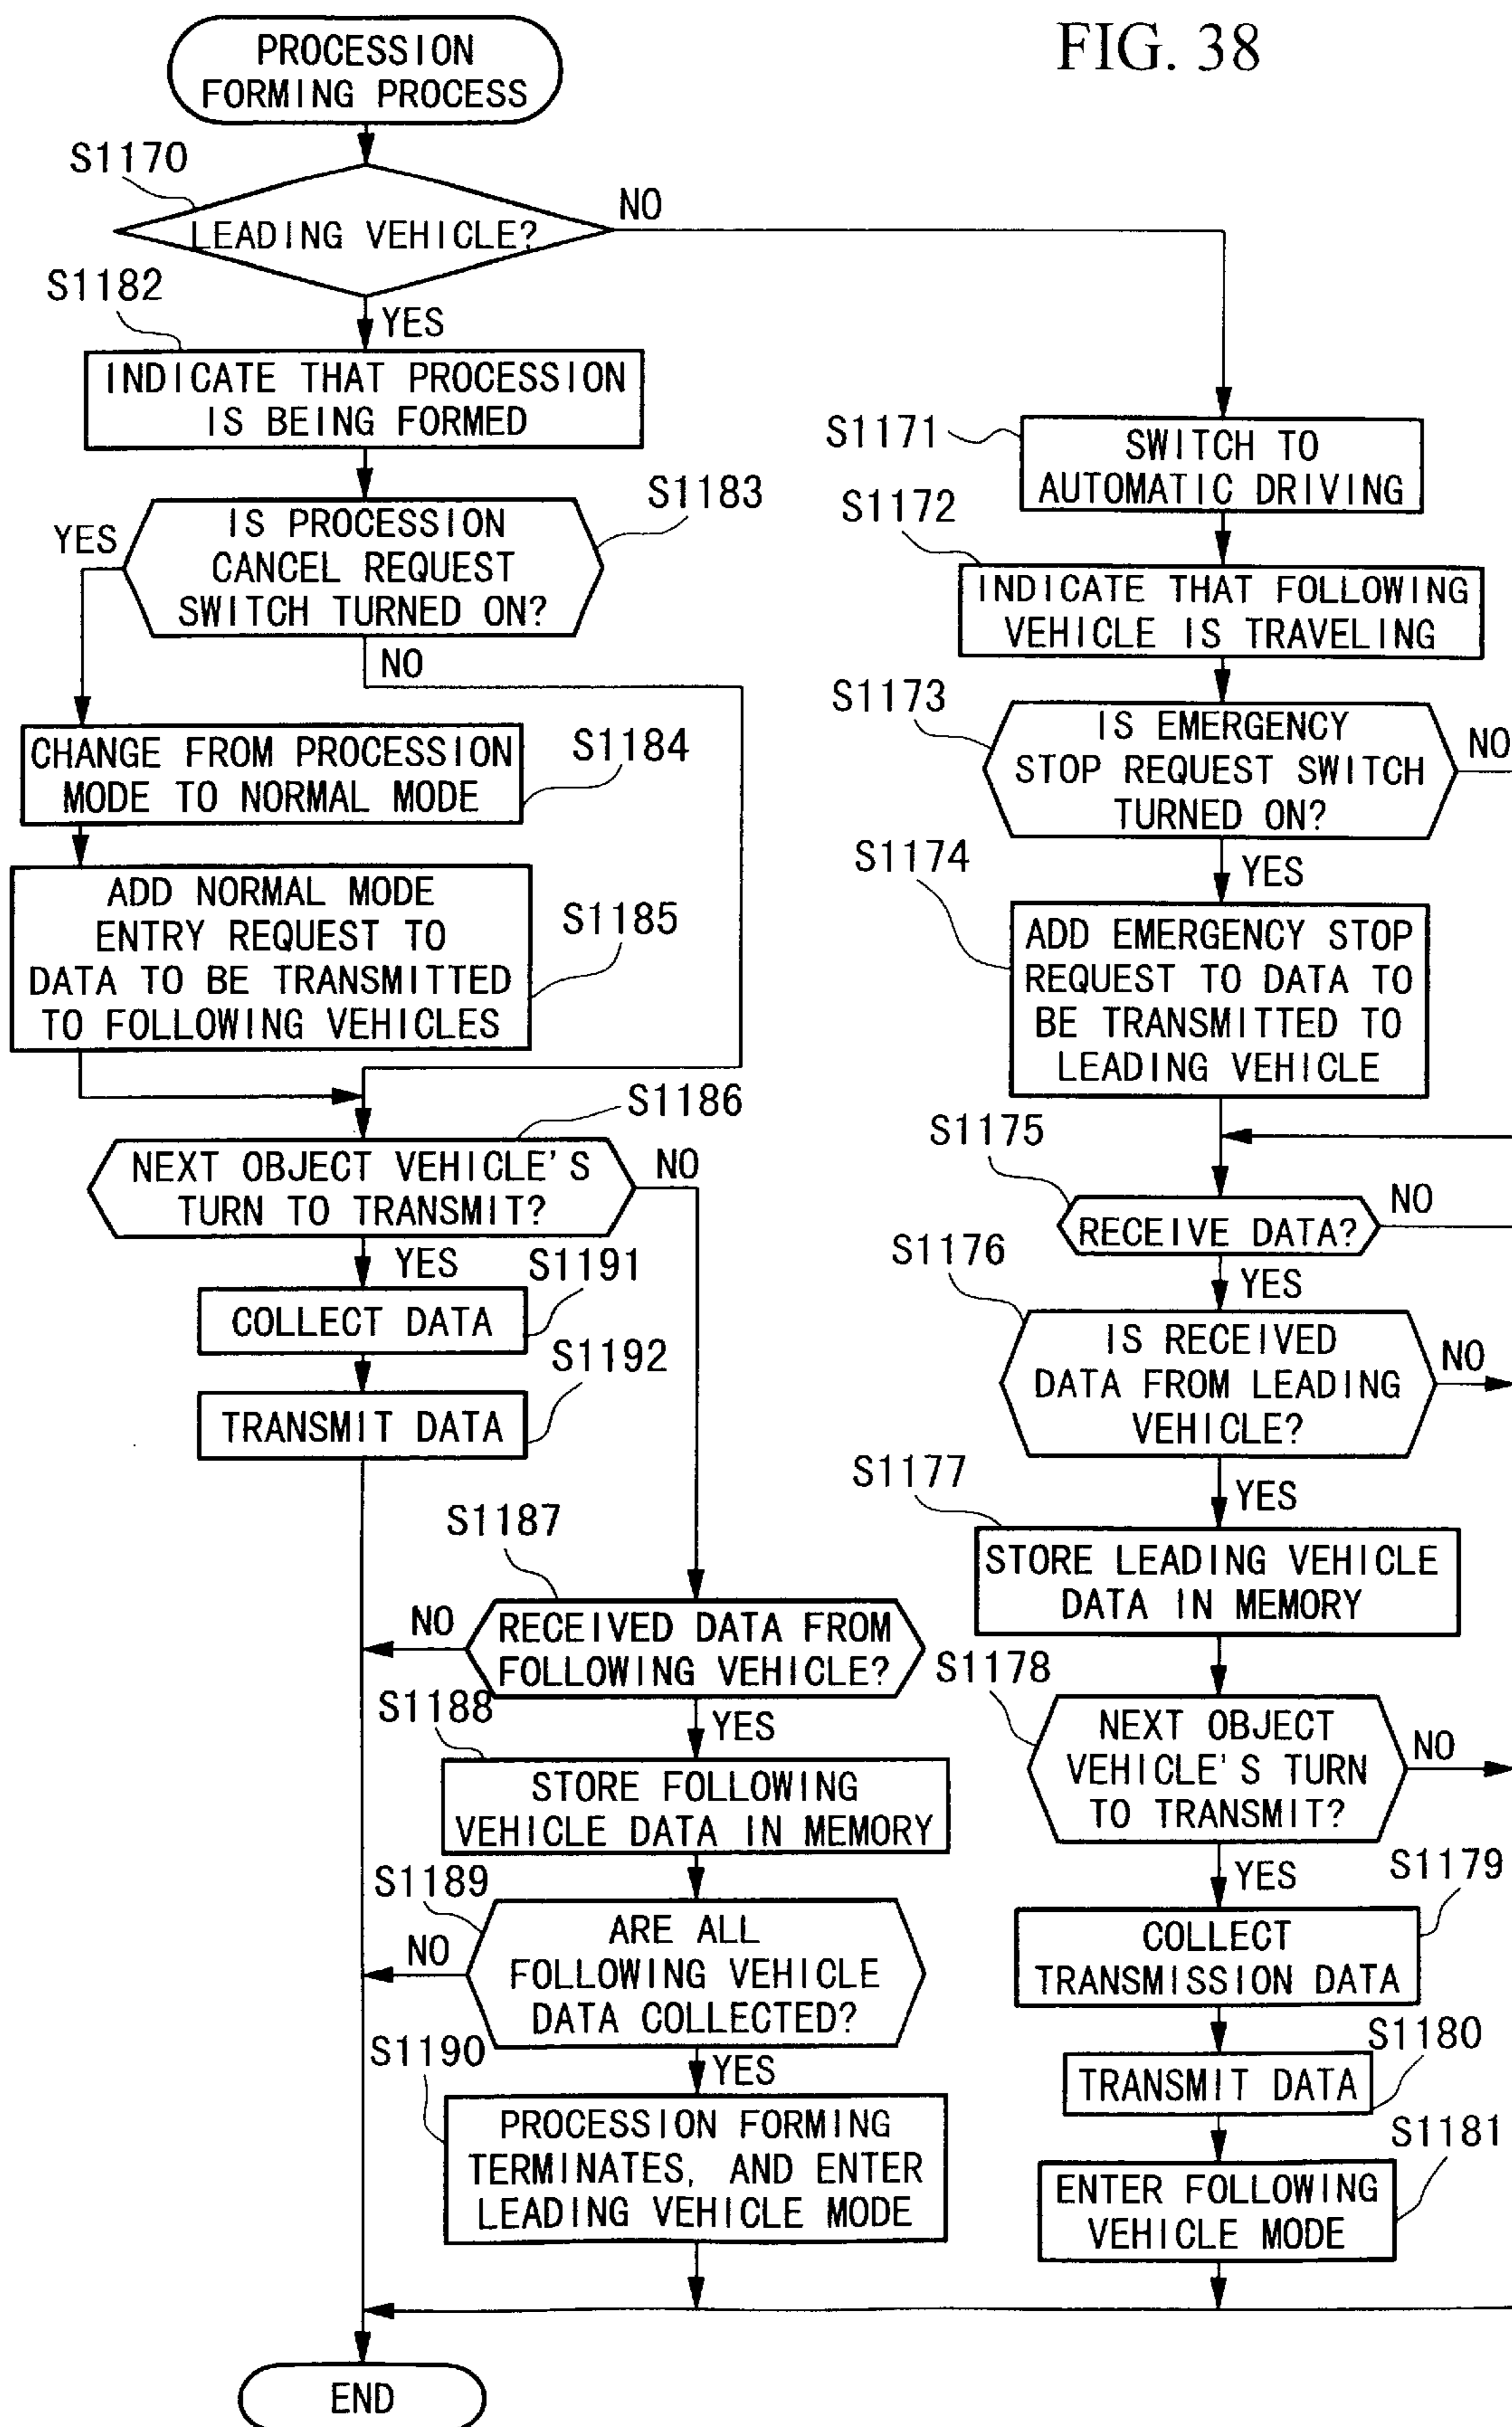 FIG. 38
PROCESSION
FORMING PROCESS
S1170
LEADING VEHICLE?
NO
YES
S1182
INDICATE THAT PROCESSION
IS BEING FORMED
S1183
IS PROCESSION
CANCEL REQUEST
SWITCH TURNED ON?
YES
NO
S1184
CHANGE FROM PROCESSION
MODE TO NORMAL MODE
S1185
ADD NORMAL MODE
ENTRY REQUEST TO
DATA TO BE TRANSMITTED
TO FOLLOWING VEHICLES
S1186
NEXT OBJECT VEHICLE'S
TURN TO TRANSMIT?
NO
YES
S1191
COLLECT DATA
S1192
TRANSMIT DATA
S1187
RECEIVED DATA FROM
FOLLOWING VEHICLE?
NO
YES
S1188
STORE FOLLOWING
VEHICLE DATA IN MEMORY
S1189
ARE ALL
FOLLOWING VEHICLE
DATA COLLECTED?
NO
YES
S1190
PROCESSION FORMING
TERMINATES, AND ENTER
LEADING VEHICLE MODE
S1171
SWITCH TO
AUTOMATIC DRIVING
S1172
INDICATE THAT FOLLOWING
VEHICLE IS TRAVELING
S1173
IS EMERGENCY
STOP REQUEST SWITCH
TURNED ON?
NO
YES
S1174
ADD EMERGENCY STOP
REQUEST TO DATA TO
BE TRANSMITTED TO
LEADING VEHICLE
S1175
RECEIVE DATA?
NO
YES
S1176
IS RECEIVED
DATA FROM LEADING
VEHICLE?
NO
YES
S1177
STORE LEADING VEHICLE
DATA IN MEMORY
S1178
NEXT OBJECT
VEHICLE'S TURN
TO TRANSMIT?
NO
YES
S1179
COLLECT
TRANSMISSION DATA
S1180
TRANSMIT DATA
S1181
ENTER FOLLOWING
VEHICLE MODE
END